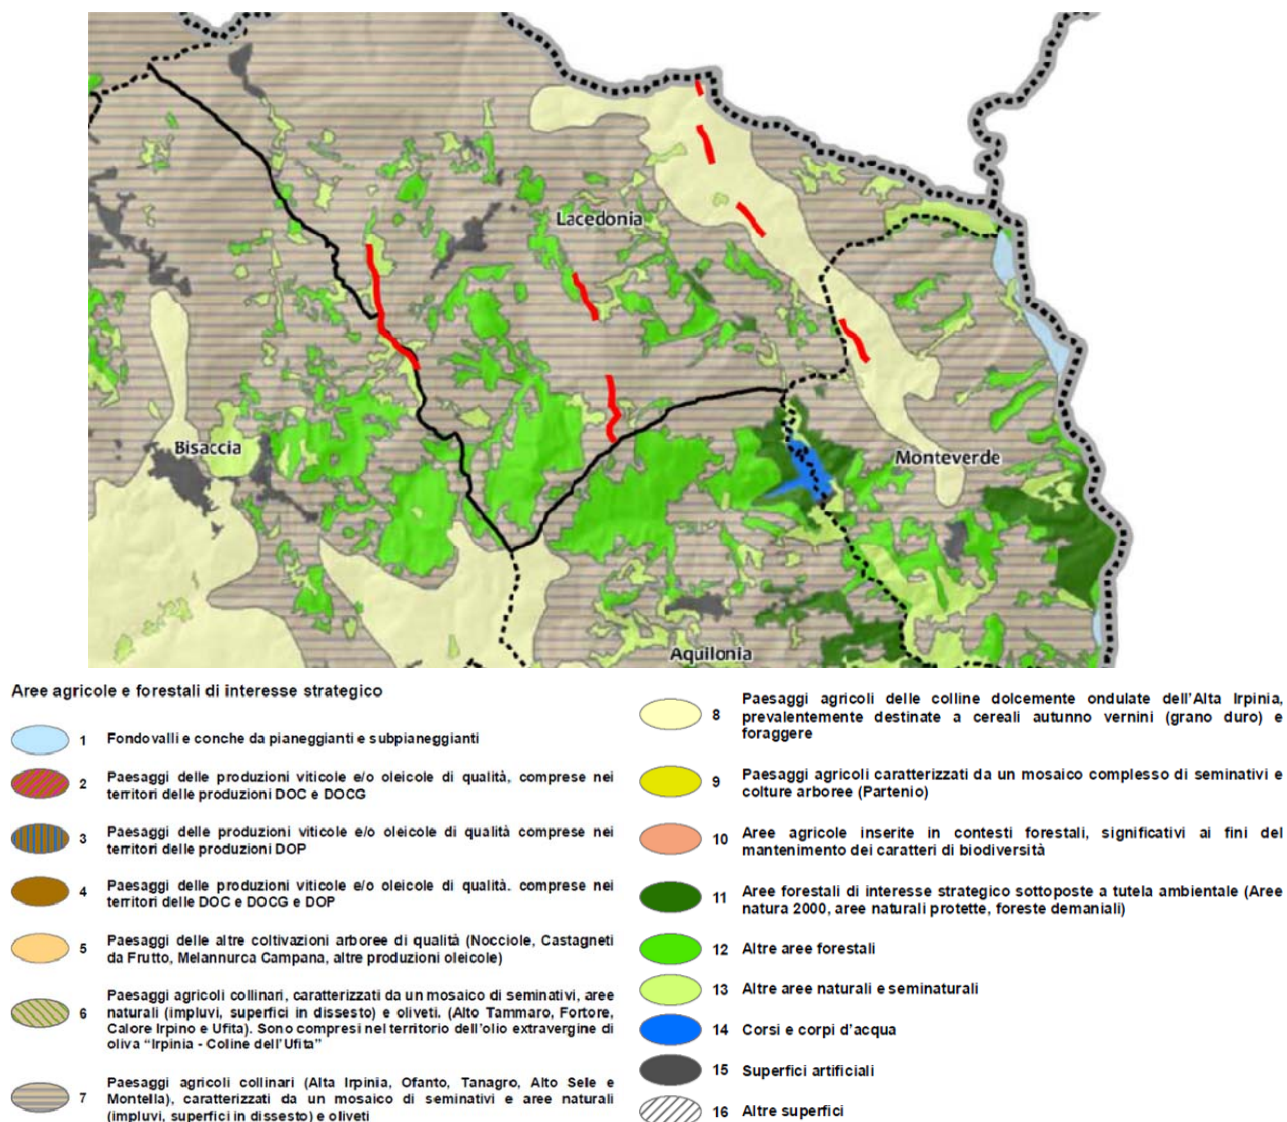 Lacedonia
Bisaccia
Monteverde
Aquilonia
Aree agricole e forestali di interesse strategico
1 Fondovalli e conche da pianeggianti e subpianeggianti
2 Paesaggi delle produzioni viticole e/o oleicole di qualità, comprese nei
territori delle produzioni DOC e DOCG
3 Paesaggi delle produzioni viticole e/o oleicole di qualità comprese nei
territori delle produzioni DOP
4 Paesaggi delle produzioni viticole e/o oleicole di qualità. comprese nei
territori delle DOC e DOCG e DOP
5 Paesaggi delle altre coltivazioni arboree di qualità (Nocciole, Castagneti
da Frutto, Melannurca Campana, altre produzioni oleicole)
6 Paesaggi agricoli collinari, caratterizzati da un mosaico di seminativi, aree
naturali (impluvi, superfici in dissesto) e oliveti. (Alto Tammaro, Fortore,
Calore Irpino e Ufita). Sono compresi nel territorio dell'olio extravergine di
oliva "Irpinia - Coline dell'Ufita"
7 Paesaggi agricoli collinari (Alta Irpinia, Ofanto, Tanagro, Alto Sele e
Montella), caratterizzati da un mosaico di seminativi e aree naturali
(impluvi, superfici in dissesto) e oliveti
8 Paesaggi agricoli delle colline dolcemente ondulate dell'Alta Irpinia,
prevalentemente destinate a cereali autunno vernini (grano duro) e
foraggere
9 Paesaggi agricoli caratterizzati da un mosaico complesso di seminativi e
colture arboree (Partenio)
10 Aree agricole inserite in contesti forestali, significativi ai fini del
mantenimento dei caratteri di biodiversità
11 Aree forestali di interesse strategico sottoposte a tutela ambientale (Aree
natura 2000, aree naturali protette, foreste demaniali)
12 Altre aree forestali
13 Altre aree naturali e seminaturali
14 Corsi e corpi d'acqua
15 Superfici artificiali
16 Altre superfici